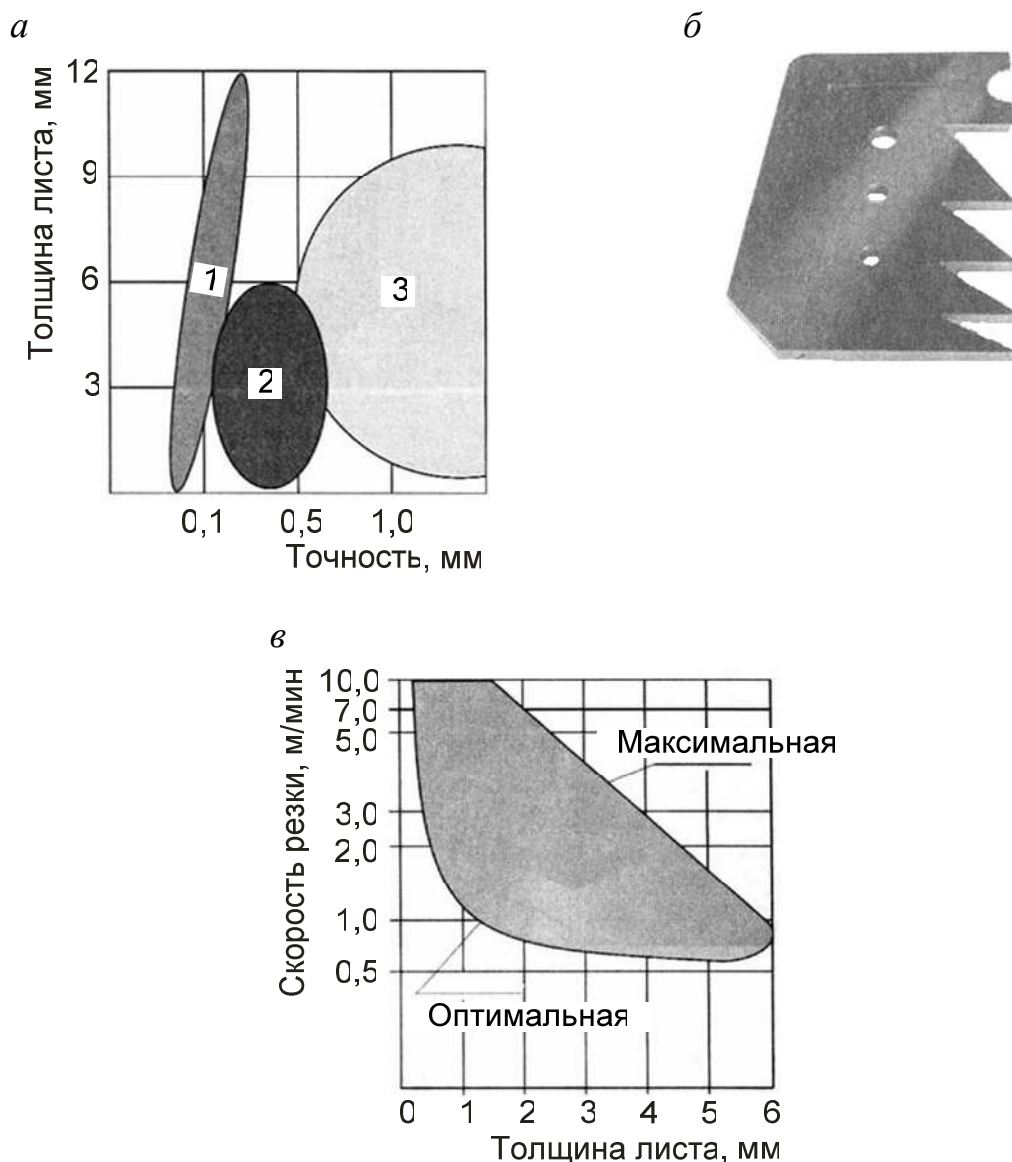 а
б
Толщина листа, мм
12
9
6
3
1
2
3
0,1 0,5 1,0
Точность, мм
в
Скорость резки, м/мин
10,0
7,0
5,0
3,0
2,0
1,0
0,5
Максимальная
Оптимальная
0 1 2 3 4 5 6
Толщина листа, мм